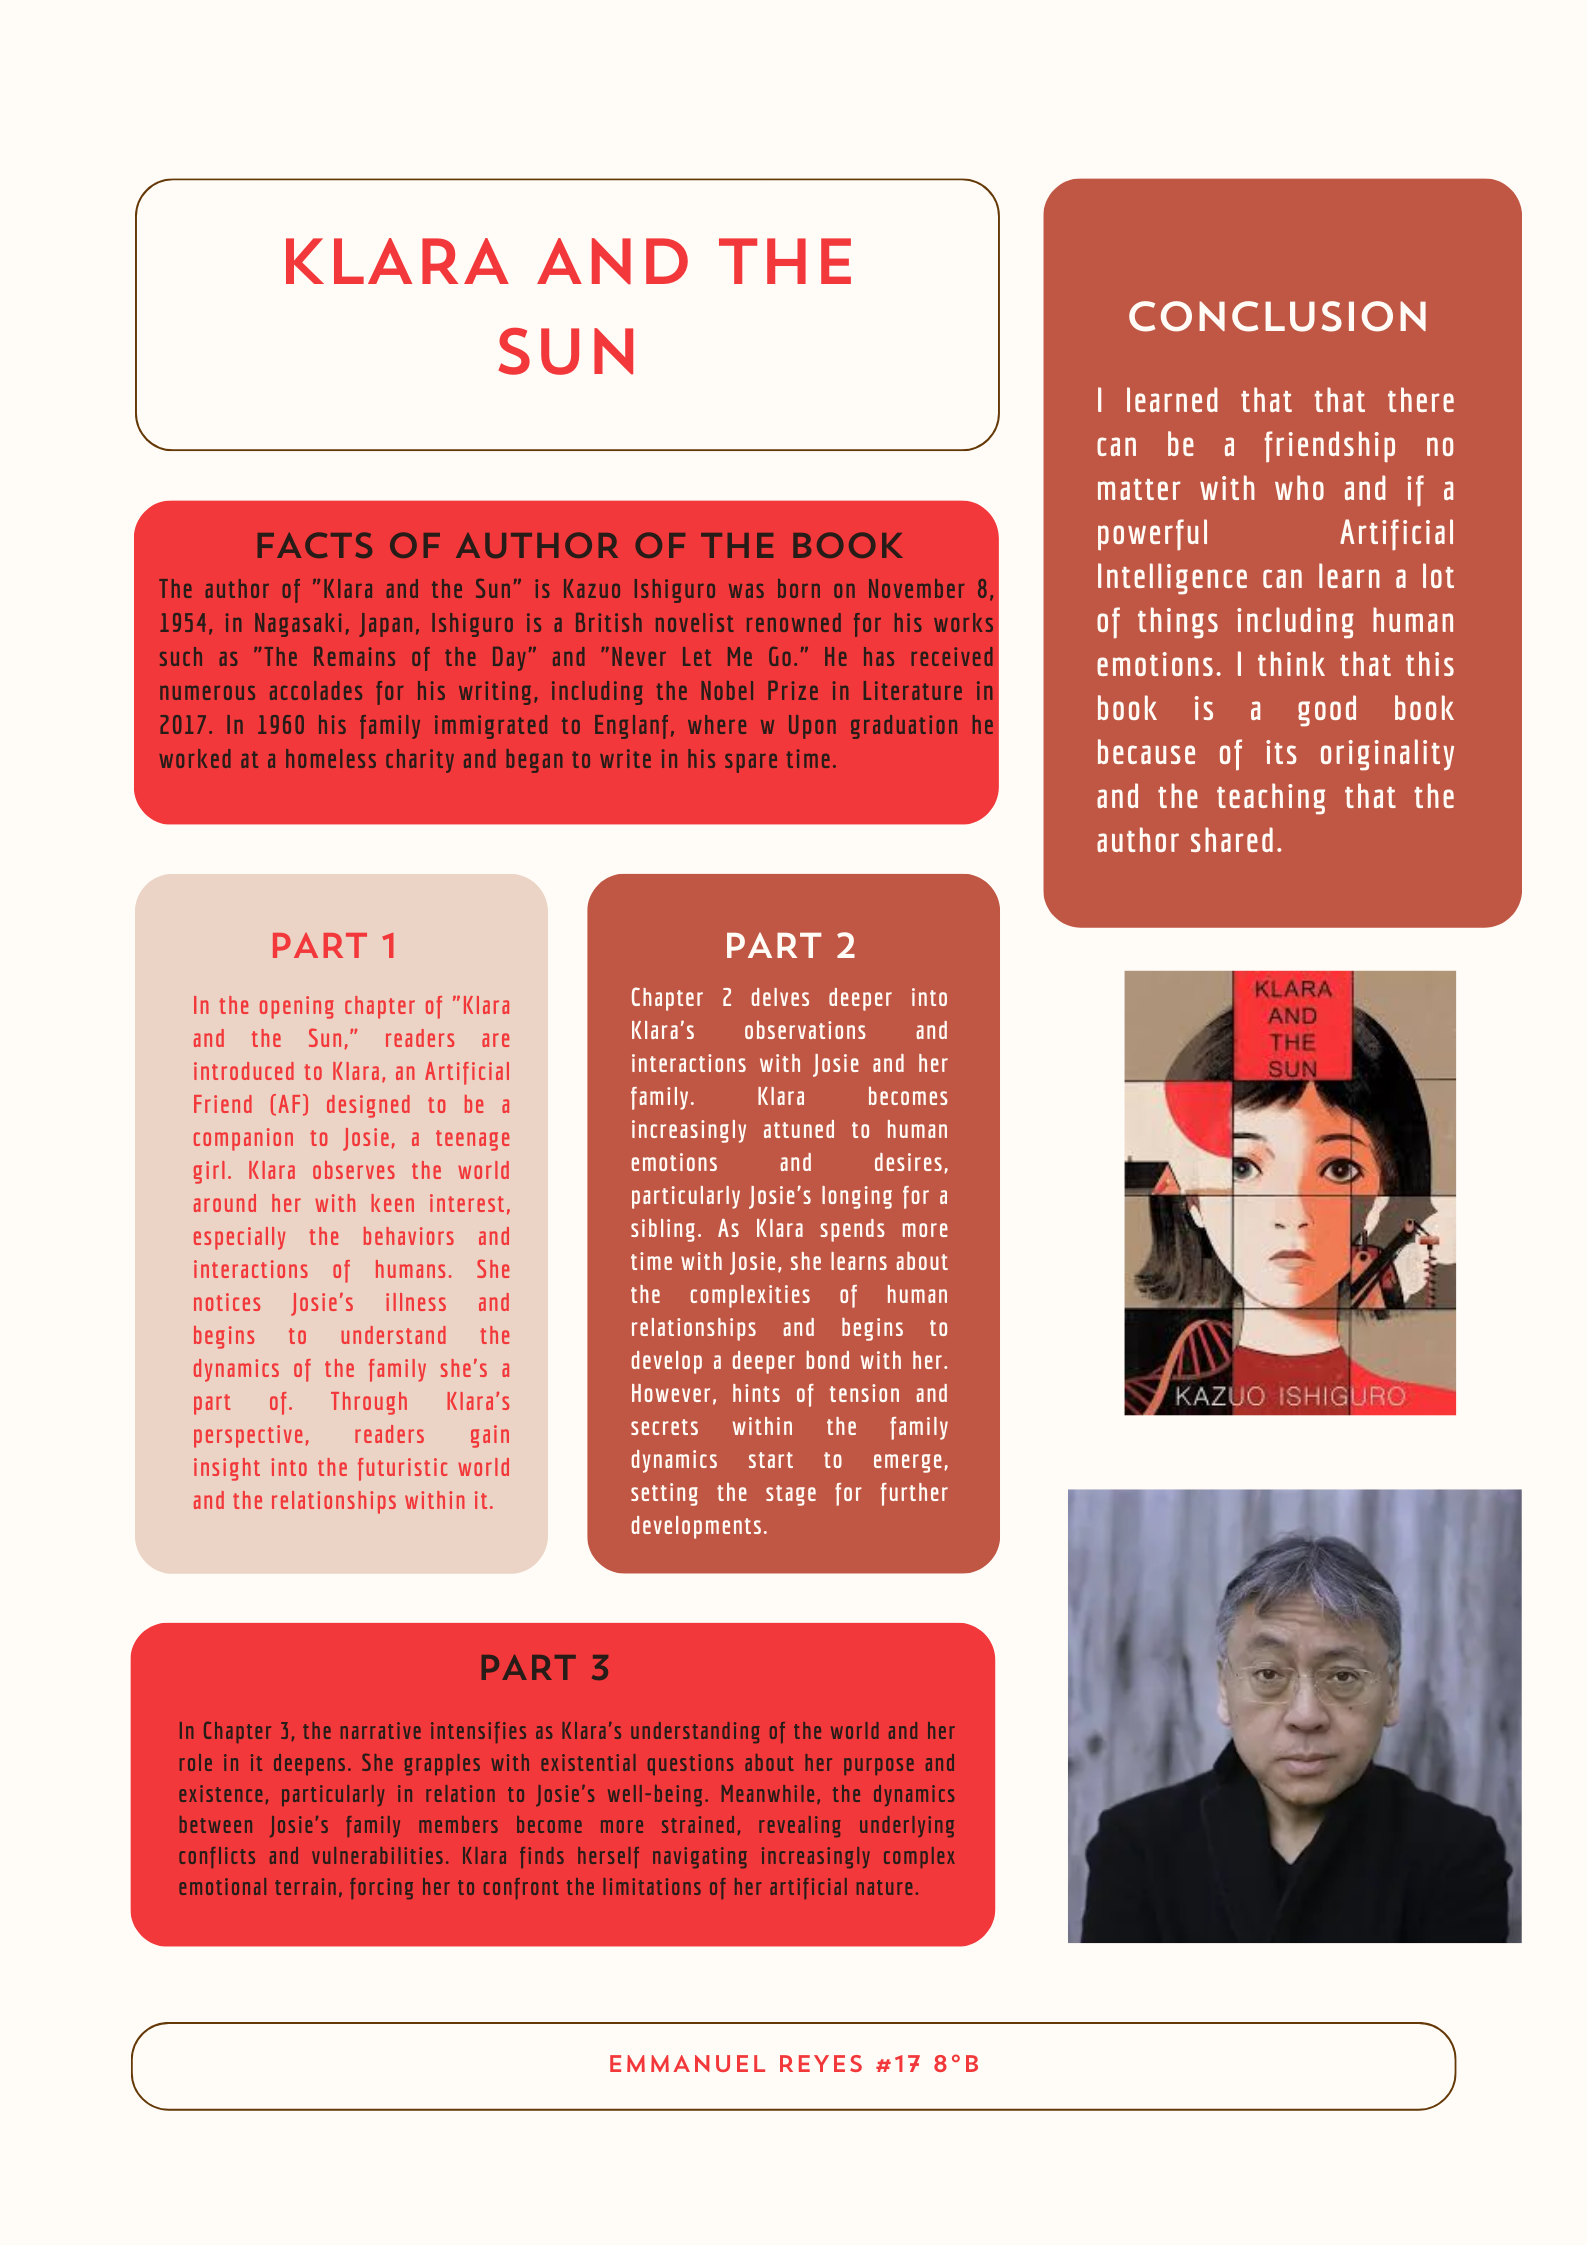 KLARA AND THE
SUN
FACTS OF AUTHOR OF THE BOOK
The author of "Klara and the Sun" is Kazuo Ishiguro was born on November 8,
1954, in Nagasaki, Japan, Ishiguro is a British novelist renowned for his works
such as "The Remains of the Day" and "Never Let Me Go." He has received
numerous accolades for his writing, including the Nobel Prize in Literature in
2017. In 1960 his family immigrated to Englanf, where w Upon graduation he
worked at a homeless charity and began to write in his spare time.
PART 1
In the opening chapter of "Klara
and the Sun," readers are
introduced to Klara, an Artificial
Friend (AF) designed to be a
companion to Josie, a teenage
girl. Klara observes the world
around her with keen interest,
especially the behaviors and
interactions of humans. She
notices Josie's illness and
begins to understand the
dynamics of the family she's a
part of. Through Klara's
perspective, readers gain
insight into the futuristic world
and the relationships within it.
PART 2
Chapter 2 delves deeper into
Klara's observations and
interactions with Josie and her
family. Klara becomes
increasingly attuned to human
emotions and desires,
particularly Josie's longing for a
sibling. As Klara spends more
time with Josie, she learns about
the complexities of human
relationships and begins to
develop a deeper bond with her.
However, hints of tension and
secrets within the family
dynamics start to emerge,
setting the stage for further
developments.
PART 3
In Chapter 3, the narrative intensifies as Klara's understanding of the world and her
role in it deepens. She grapples with existential questions about her purpose and
existence, particularly in relation to Josie's well-being. Meanwhile, the dynamics
between Josie's family members become more strained, revealing underlying
conflicts and vulnerabilities. Klara finds herself navigating increasingly complex
emotional terrain, forcing her to confront the limitations of her artificial nature.
CONCLUSION
I learned that that there
can be a friendship no
matter with who and if a
powerful Artificial
Intelligence can learn a lot
of things including human
emotions. I think that this
book is a good book
because of its originality
and the teaching that the
author shared.
KLARA
AND
THE
SUN
KAZUO ISHIGURO
EMMANUEL REYES #17 8°B